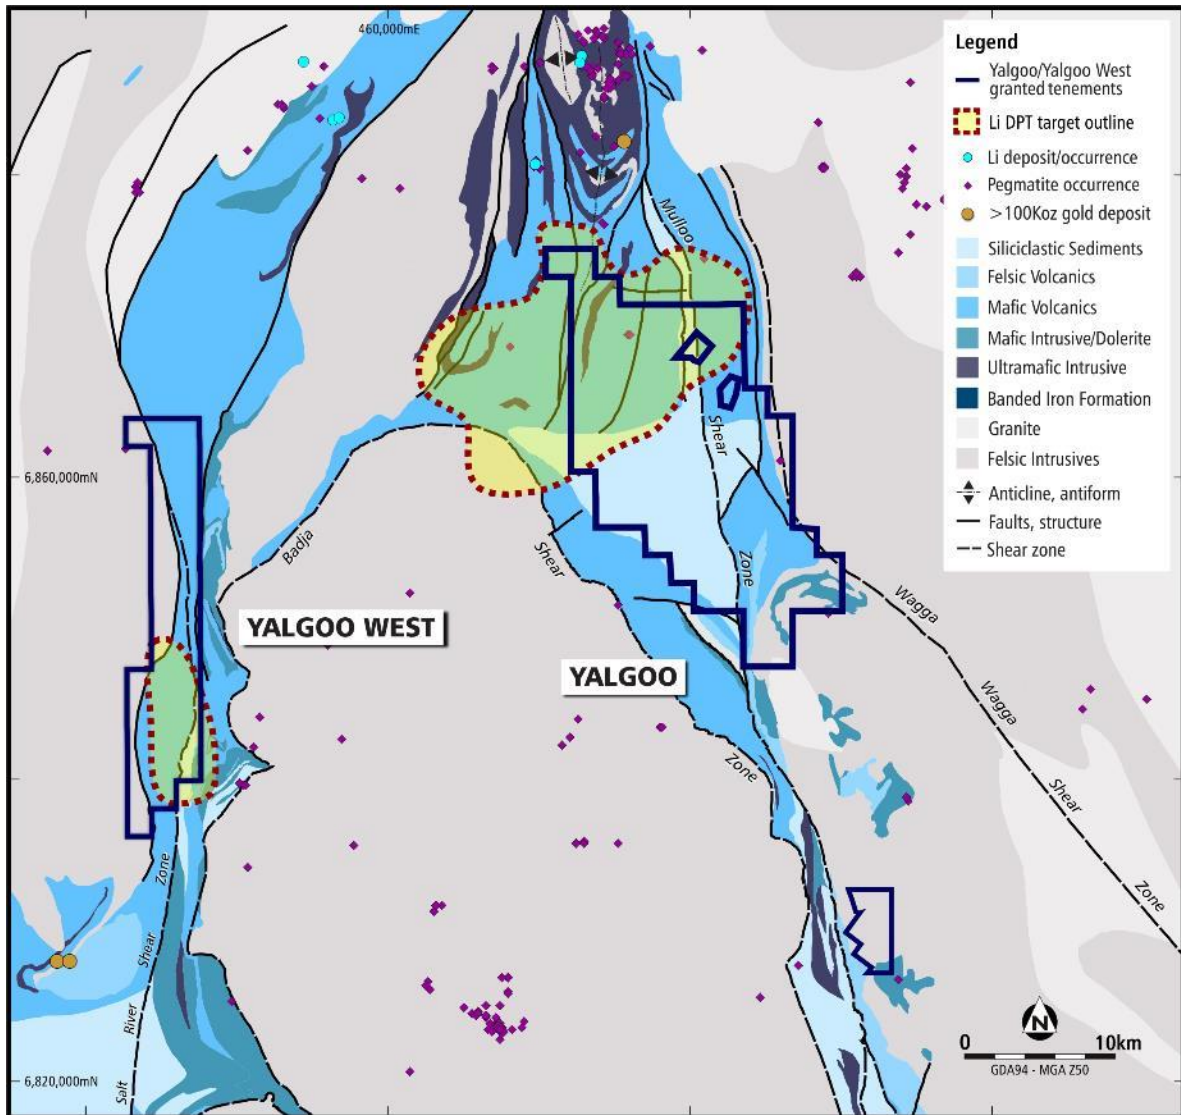 460,000mE
Legend
Yalgoo/Yalgoo West
granted tenements
Li DPT target outline
Li deposit/occurrence
Pegmatite occurrence
>100Koz gold deposit
Siliciclastic Sediments
Felsic Volcanics
Mafic Volcanics
Mafic Intrusive/Dolerite
Ultramafic Intrusive
Banded Iron Formation
Granite
Felsic Intrusives
Anticline, antiform
Faults, structure
Shear zone
Mulloo
Shear
Zone
6,860,000mN
Badja
Shear
Zone
YALGOO WEST
YALGOO
Wagga
Wagga
Shear
Zone
Zone
Shear
River
Salt
6,820,000mN
N
0 10km
GDA94 - MGA Z50